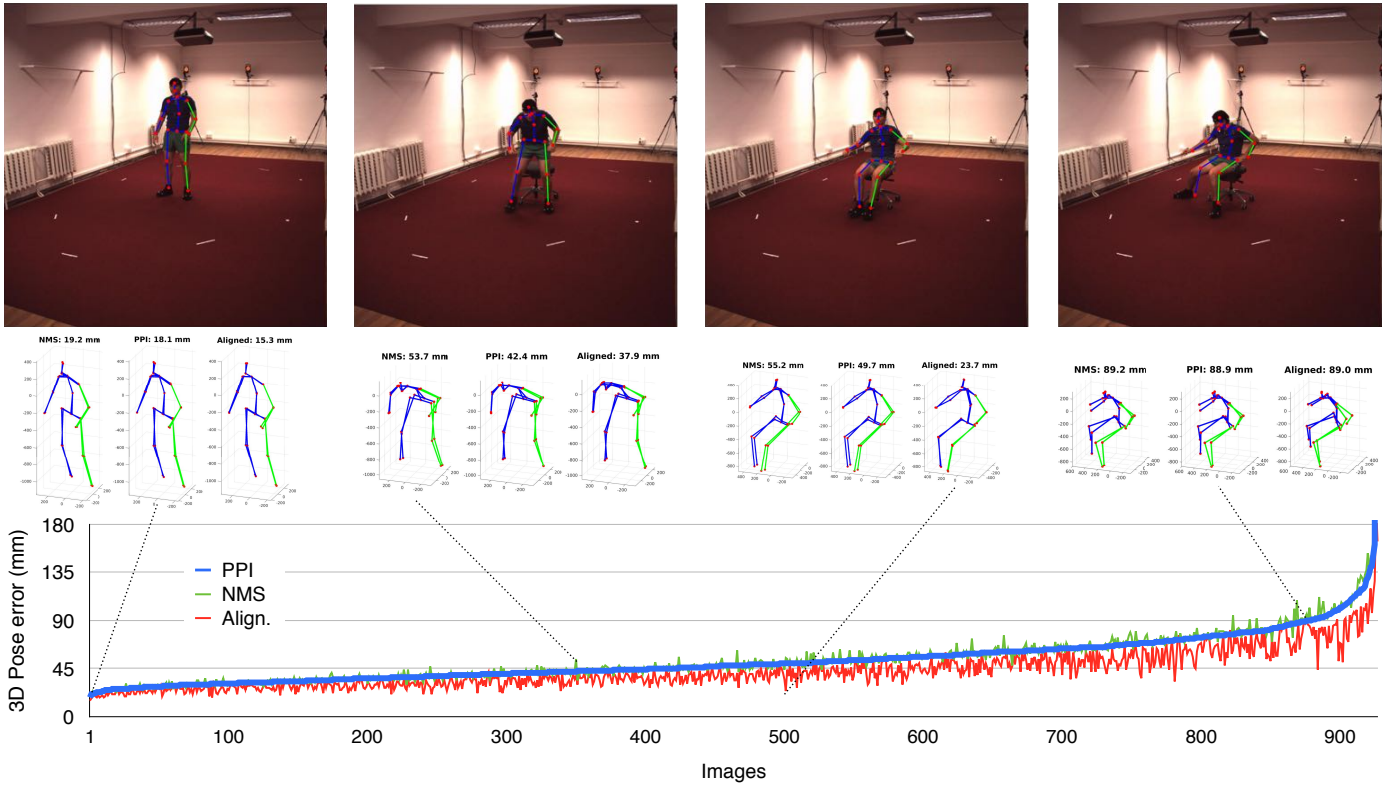 NMS: 19.2 mm PPI: 18.1 mm Aligned: 15.3 mm
NMS: 53.7 mm PPI: 42.4 mm Aligned: 37.9 mm
NMS: 55.2 mm PPI: 49.7 mm Aligned: 23.7 mm
NMS: 89.2 mm PPI: 88.9 mm Aligned: 89.0 mm
3D Pose error (mm)
180
135
90
45
0
PPI
NMS
Align.
1 100 200 300 400 500 600 700 800 900
Images